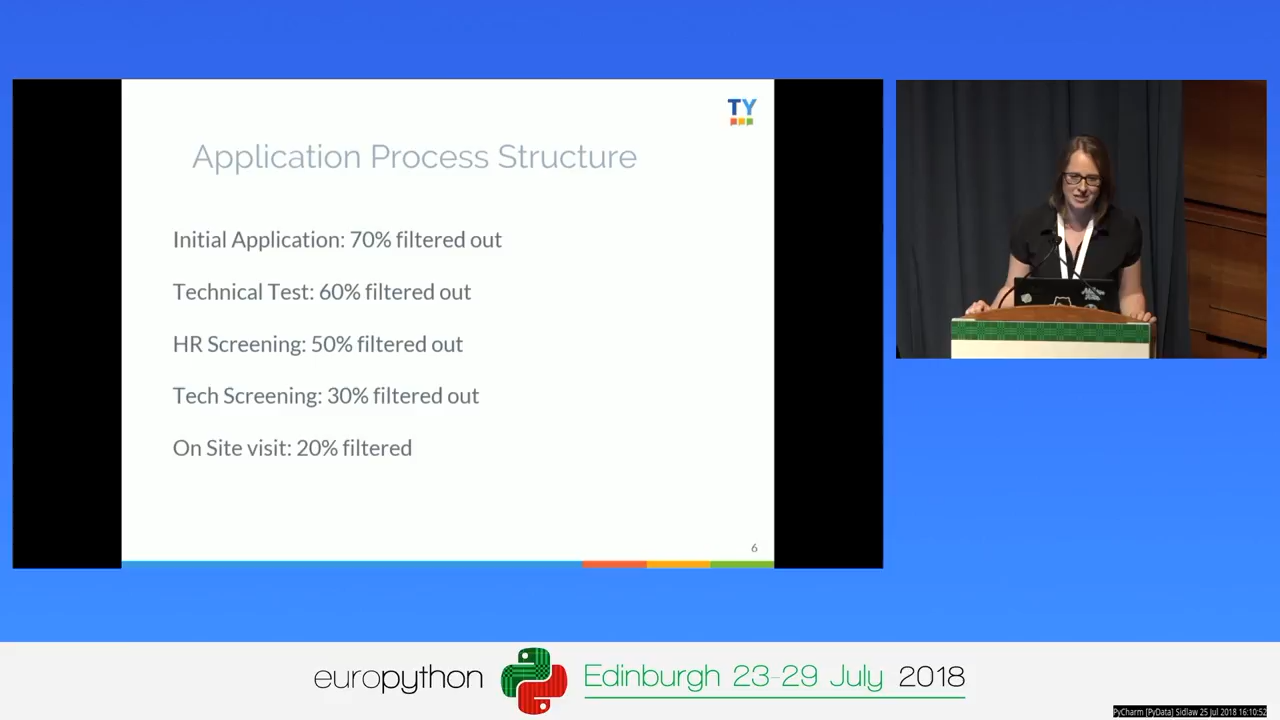 TY
Application Process Structure
Initial Application: 70% filtered out
Technical Test: 60% filtered out
HR Screening: 50% filtered out
Tech Screening: 30% filtered out
On Site visit: 20% filtered
6
europython Edinburgh 23-29 July 2018
PyCharm [PyData] Sidlaw 25 Jul 2018 16:10:52